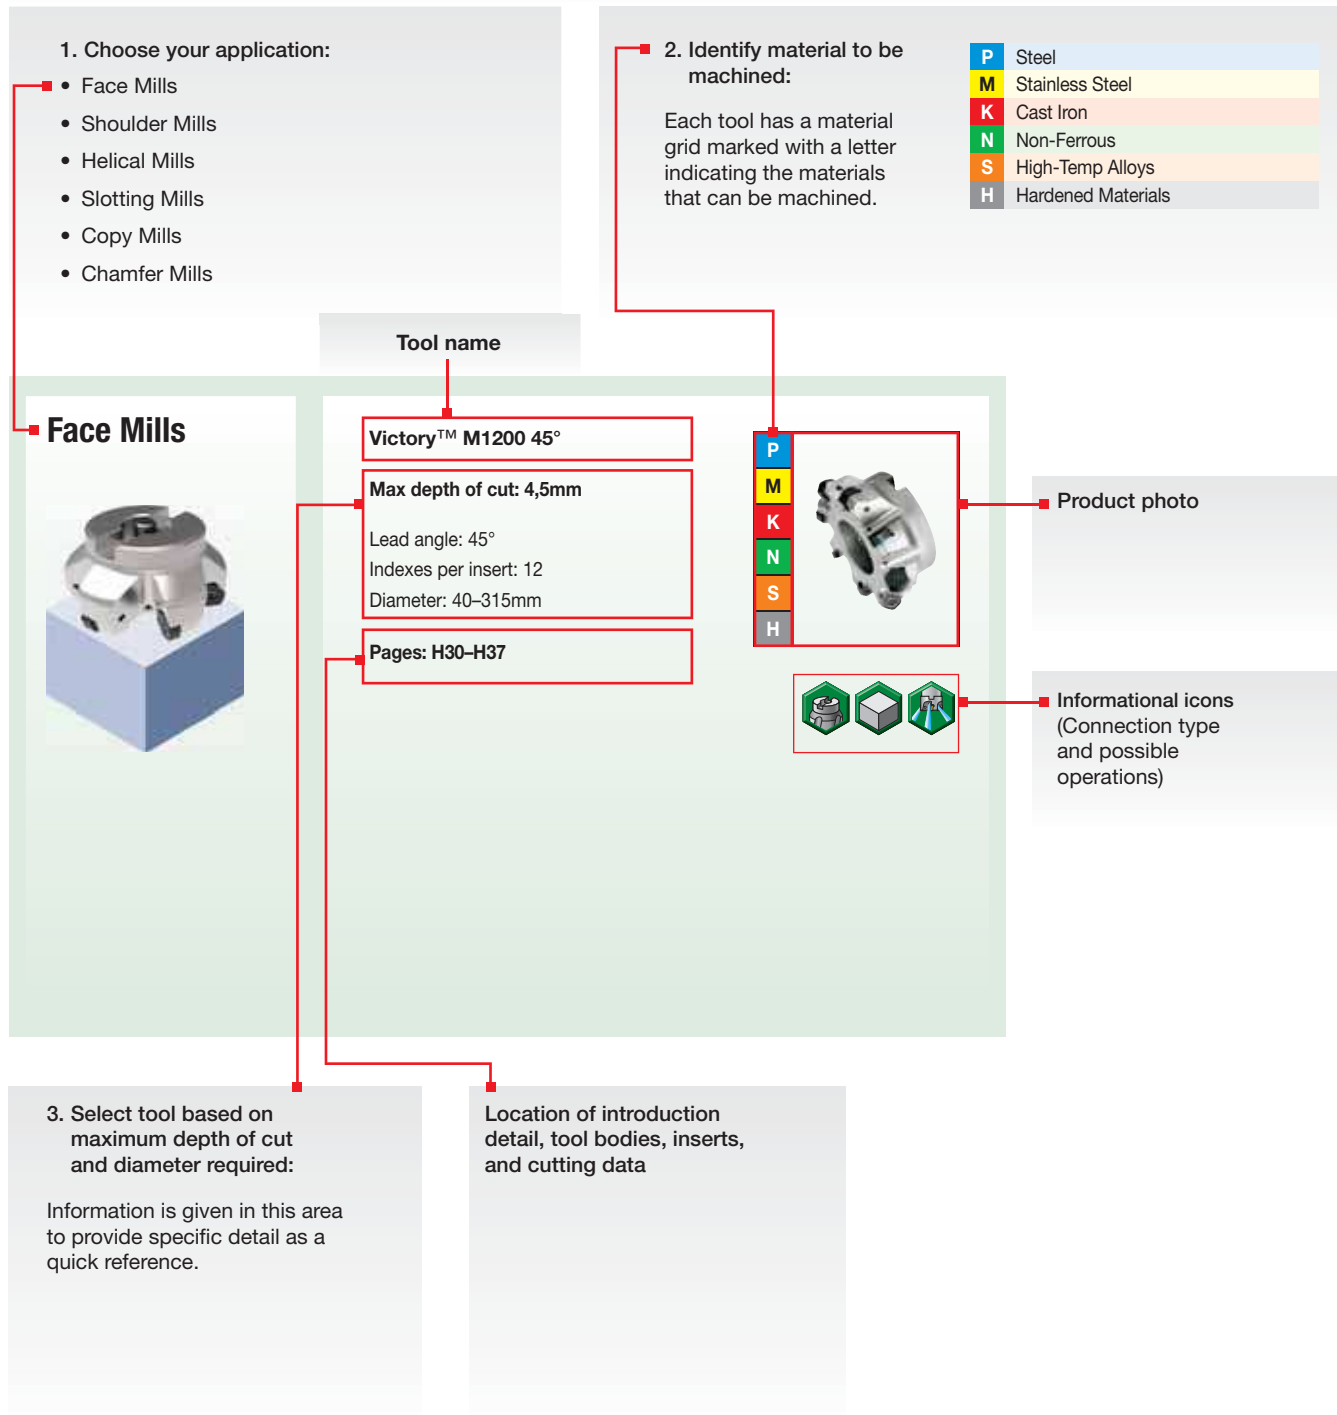 1. Choose your application:
• Face Mills
• Shoulder Mills
• Helical Mills
• Slotting Mills
• Copy Mills
• Chamfer Mills
2. Identify material to be
machined:
Each tool has a material
grid marked with a letter
indicating the materials
that can be machined.
P Steel
M Stainless Steel
K Cast Iron
N Non-Ferrous
S High-Temp Alloys
H Hardened Materials
Tool name
Face Mills
Victory™ M1200 45°
Max depth of cut: 4,5mm
Lead angle: 45°
Indexes per insert: 12
Diameter: 40–315mm
Pages: H30–H37
P
M
K
N
S
H
Product photo
Informational icons
(Connection type
and possible
operations)
3. Select tool based on
maximum depth of cut
and diameter required:
Information is given in this area
to provide specific detail as a
quick reference.
Location of introduction
detail, tool bodies, inserts,
and cutting data